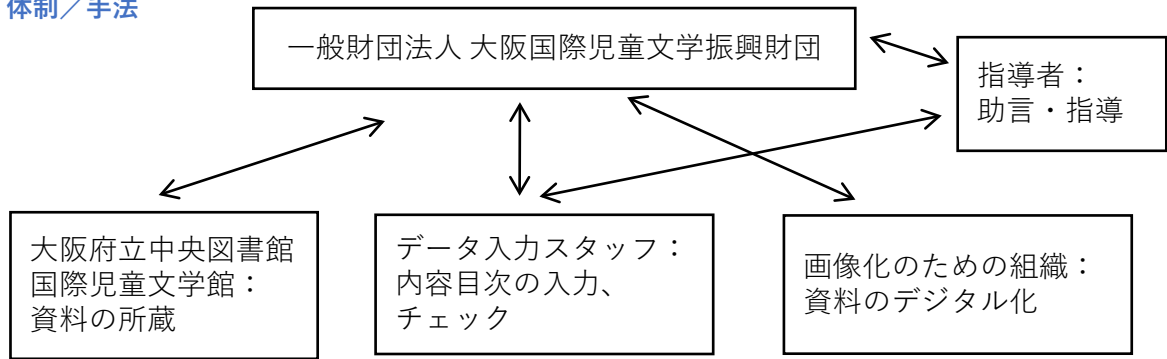 体制／手法
一般財団法人 大阪国際児童文学振興財団
指導者：
助言・指導
大阪府立中央図書館
国際児童文学館：
資料の所蔵
データ入力スタッフ：
内容目次の入力、
チェック
画像化のための組織：
資料のデジタル化